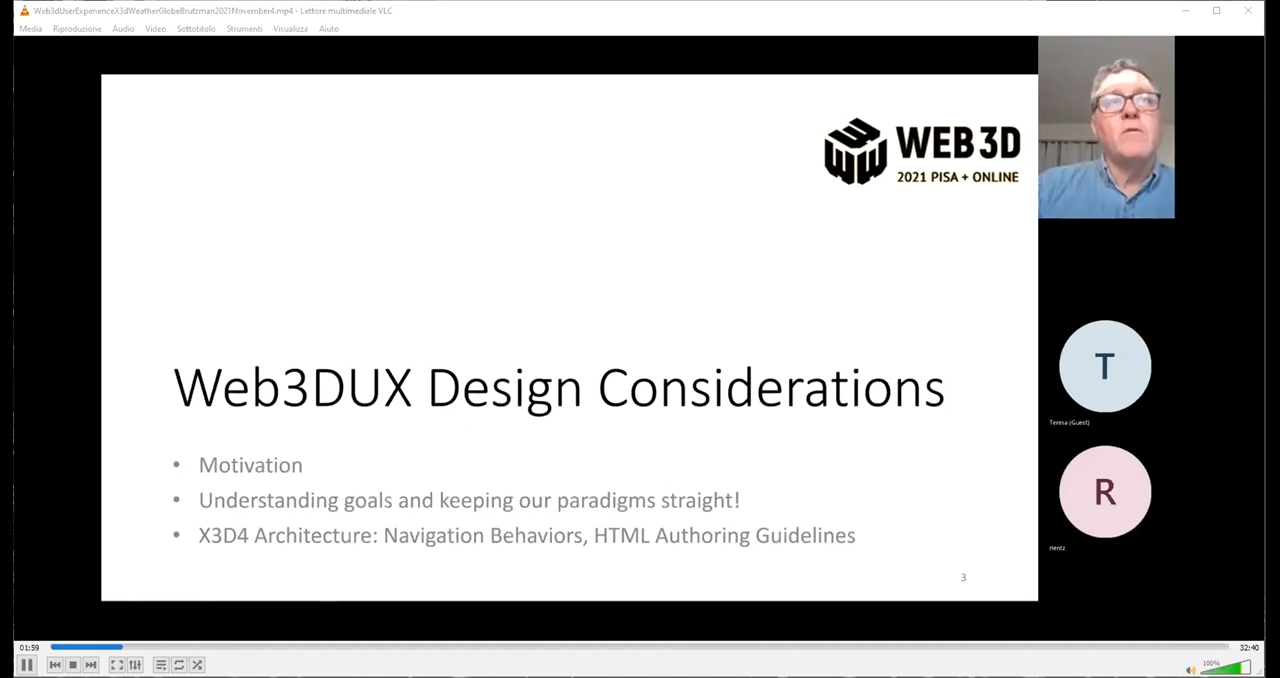 Web3dUserExperienceX3dWeatherGlobeBrutzman2021November4.mp4 - Lettore multimediale VLC
Media Riproduzione Audio Video Sottotitolo Strumenti Visualizza Aiuto
WWW WEB 3D
2021 PISA + ONLINE
Web3DUX Design Considerations
• Motivation
• Understanding goals and keeping our paradigms straight!
• X3D4 Architecture: Navigation Behaviors, HTML Authoring Guidelines
3
T
Teresa (Guest)
R
rlentz
01:59
32:40
100%